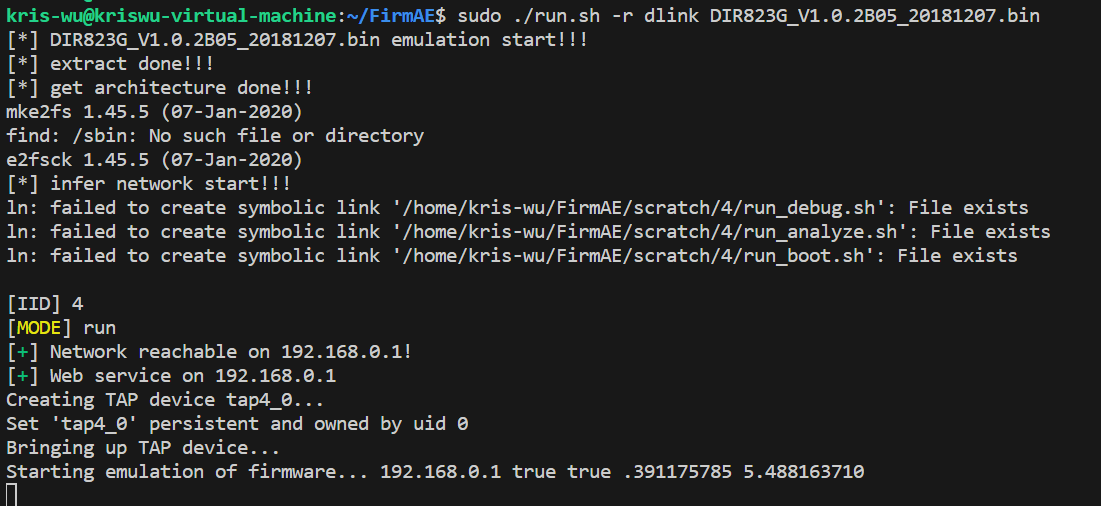 kris-wu@kriswu-virtual-machine:~/FirmAE$ sudo ./run.sh -r dlink DIR823G_V1.0.2B05_20181207.bin
[*] DIR823G_V1.0.2B05_20181207.bin emulation start!!!
[*] extract done!!!
[*] get architecture done!!!
mke2fs 1.45.5 (07-Jan-2020)
find: /sbin: No such file or directory
e2fsck 1.45.5 (07-Jan-2020)
[*] infer network start!!!
ln: failed to create symbolic link '/home/kris-wu/FirmAE/scratch/4/run_debug.sh': File exists
ln: failed to create symbolic link '/home/kris-wu/FirmAE/scratch/4/run_analyze.sh': File exists
ln: failed to create symbolic link '/home/kris-wu/FirmAE/scratch/4/run_boot.sh': File exists

[IID] 4
[MODE] run
[+] Network reachable on 192.168.0.1!
[+] Web service on 192.168.0.1
Creating TAP device tap4_0...
Set 'tap4_0' persistent and owned by uid 0
Bringing up TAP device...
Starting emulation of firmware... 192.168.0.1 true true .391175785 5.488163710